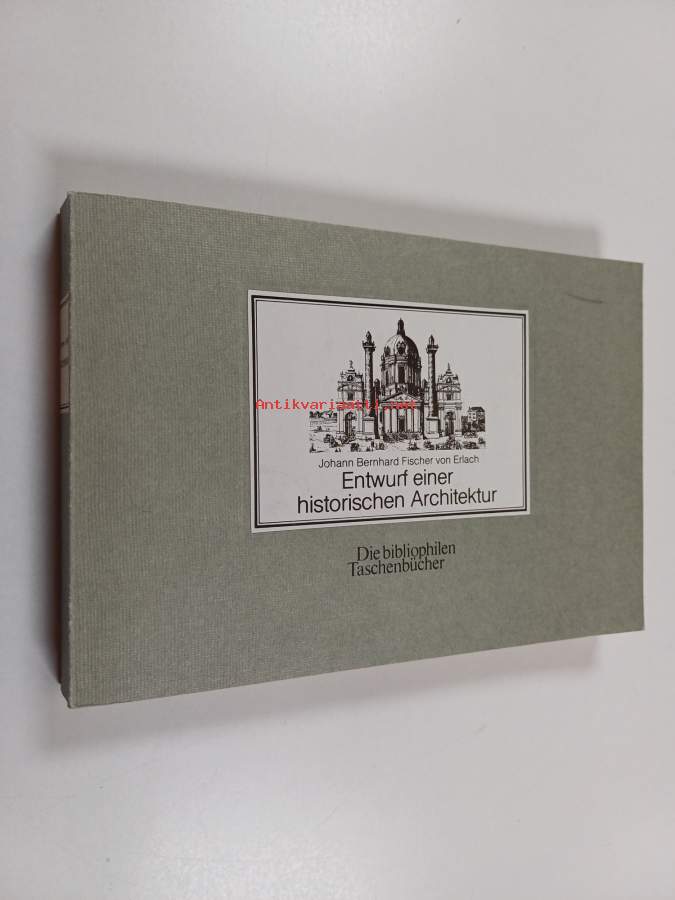 Antikvariaatti.net
Johann Bernhard Fischer von Erlach
Entwurf einer
historischen Architektur
Die bibliophilen
Taschenbücher